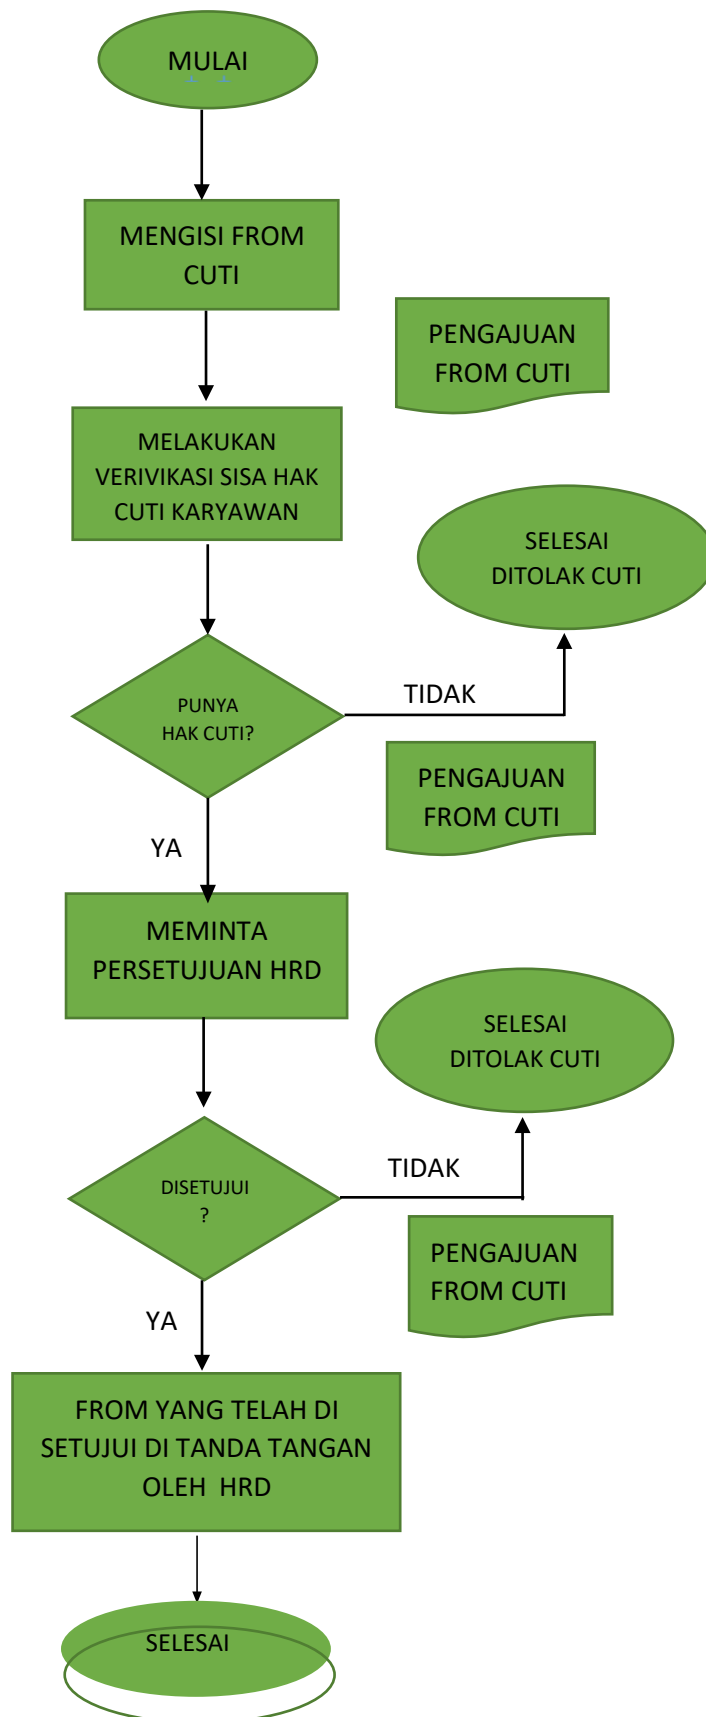 MULAI
MENGISI FROM
CUTI
PENGAJUAN
FROM CUTI
MELAKUKAN
VERIVIKASI SISA HAK
CUTI KARYAWAN
SELESAI
DITOLAK CUTI
PUNYA
HAK CUTI?
TIDAK
PENGAJUAN
FROM CUTI
YA
MEMINTA
PERSETUJUAN HRD
SELESAI
DITOLAK CUTI
DISETUJUI
?
TIDAK
PENGAJUAN
FROM CUTI
YA
FROM YANG TELAH DI
SETUJUI DI TANDA TANGAN
OLEH HRD
SELESAI